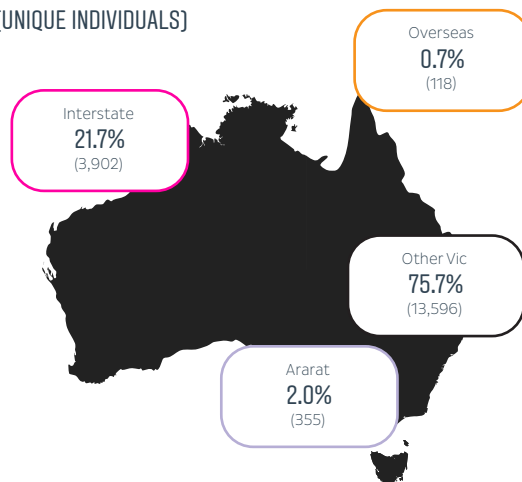 (UNIQUE INDIVIDUALS)
Overseas
0.7%
(118)
Interstate
21.7%
(3,902)
Other Vic
75.7%
(13,596)
Ararat
2.0%
(355)